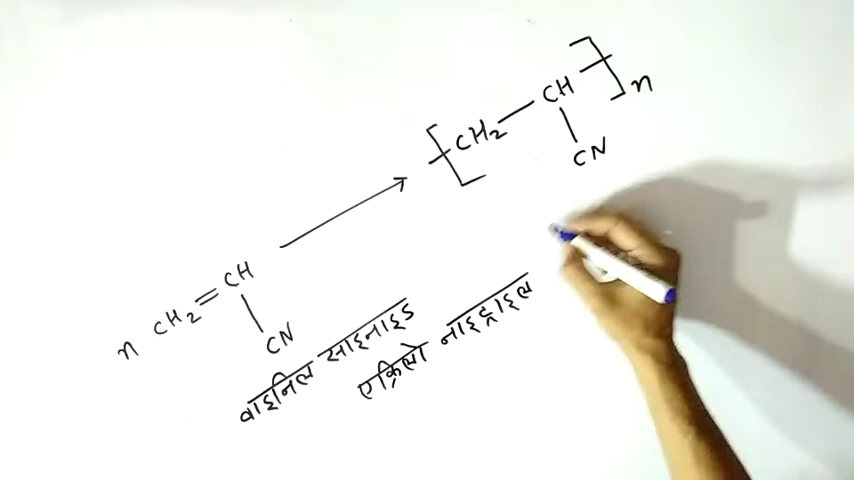 n CH₂=CH
CN
[CH₂—CH]n
CN
वाइनिल साइनाइड
एक्रिलो नाइट्राइल